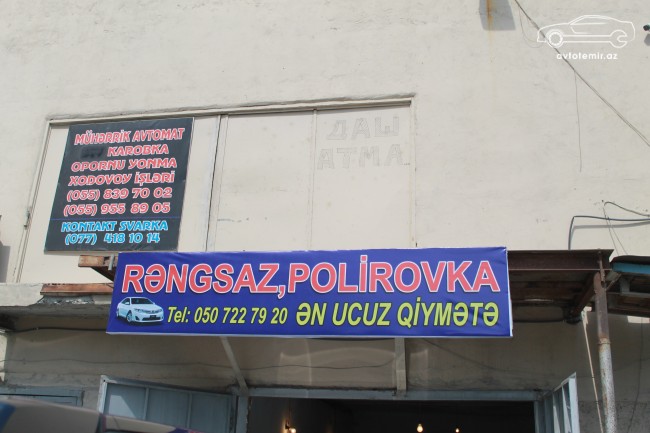 avtotemir.az
MÜHƏRRİK AVTOMAT
KAROBKA
OPORNU YONMA
XODOVOY İŞLƏRİ
(055) 839 70 02
(055) 955 89 05
KONTAKT SVARKA
(077) 418 10 14
DAŞ
ATMA
RƏNGSAZ,POLİROVKA
Tel: 050 722 79 20 ƏN UCUZ QİYMƏTƏ